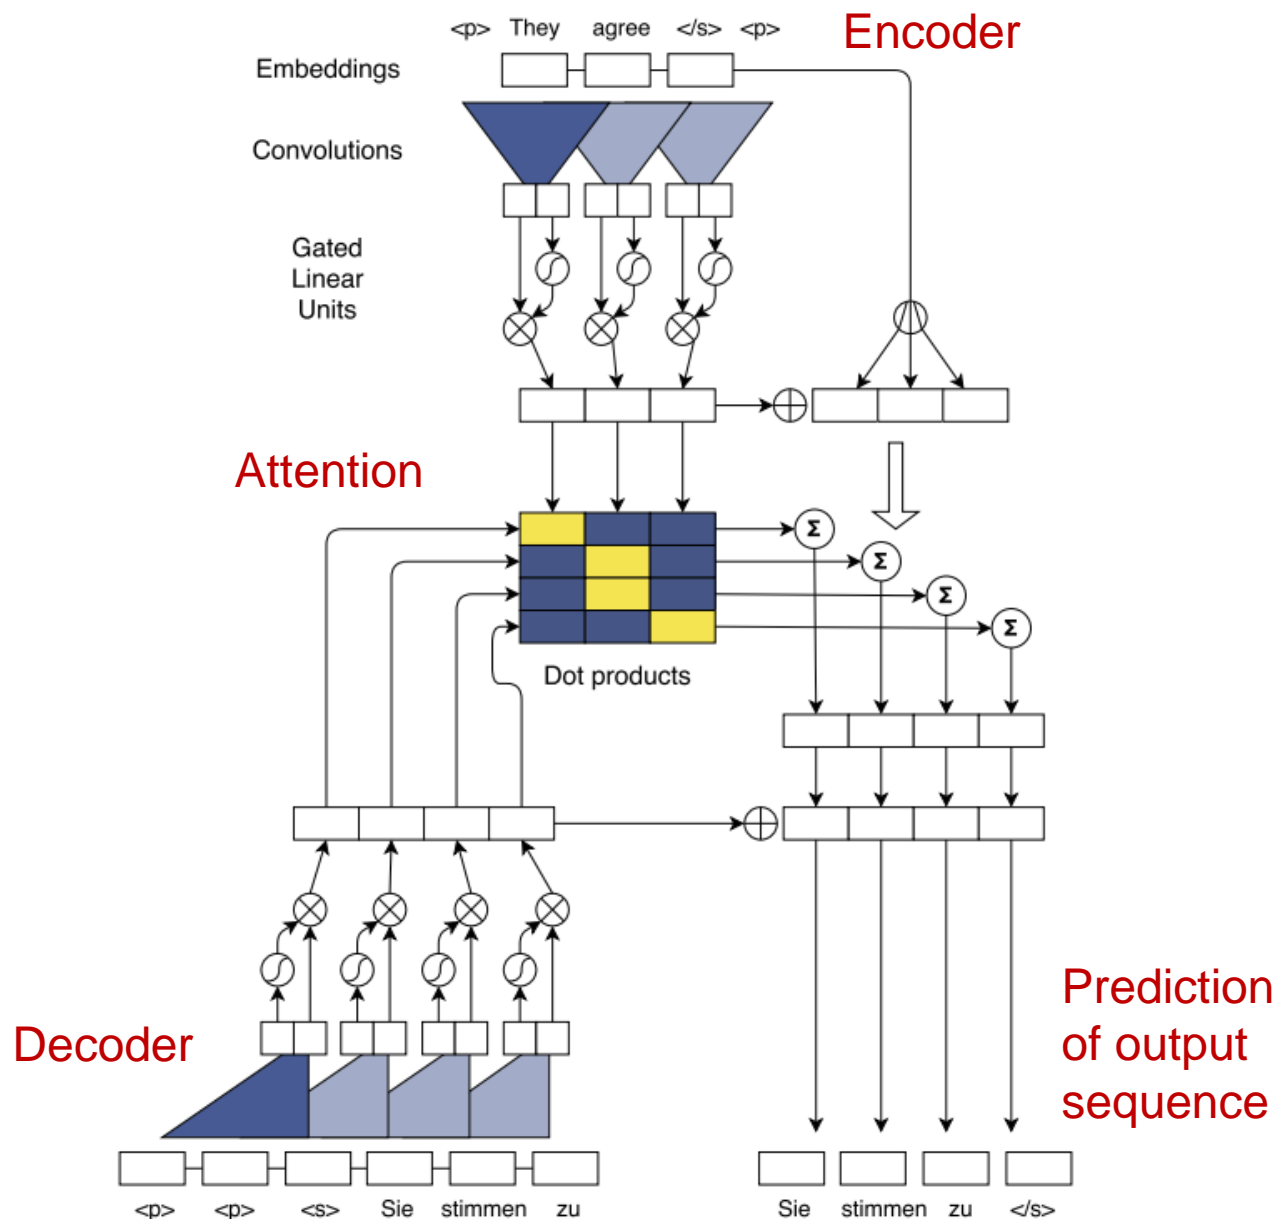 <p> They agree </s> <p>
Encoder
Embeddings
Convolutions
Gated
Linear
Units
Attention
Σ
Σ
Σ
Σ
Dot products
Decoder
Prediction
of output
sequence
<p> <p> <s> Sie stimmen zu
Sie stimmen zu </s>